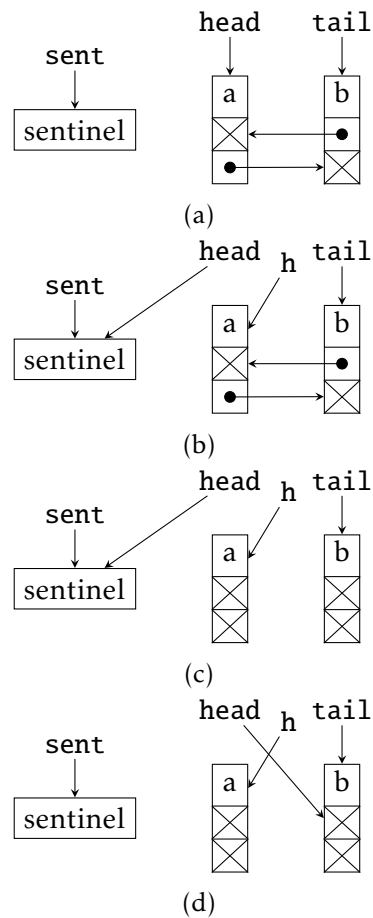 head tail
sent
a b
sentinel
(a)
head h tail
sent
a b
sentinel
(b)
head h tail
sent
a b
sentinel
(c)
head h tail
sent
a b
sentinel
(d)